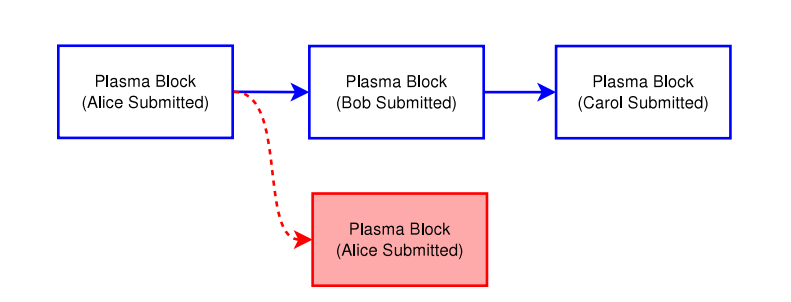 Plasma Block
(Alice Submitted)
Plasma Block
(Bob Submitted)
Plasma Block
(Carol Submitted)
Plasma Block
(Alice Submitted)